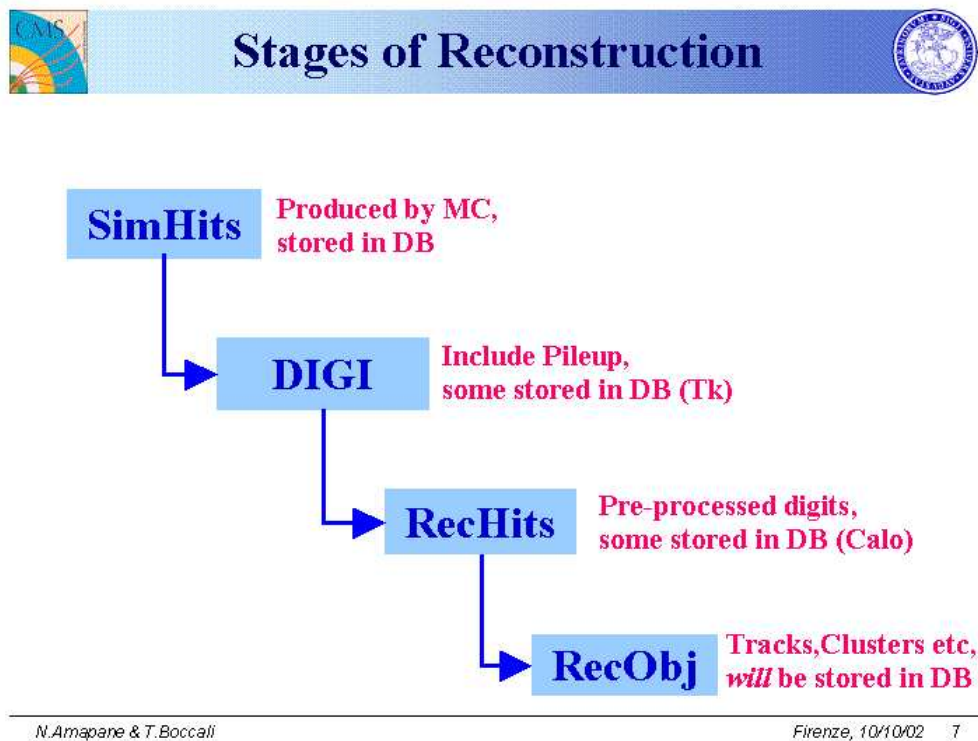 CMS
Stages of Reconstruction
SimHits
Produced by MC,
stored in DB
DIGI
Include Pileup,
some stored in DB (Tk)
RecHits
Pre-processed digits,
some stored in DB (Calo)
RecObj
Tracks,Clusters etc,
will be stored in DB
N.Amapane & T.Boccali
Firenze, 10/10/02 7